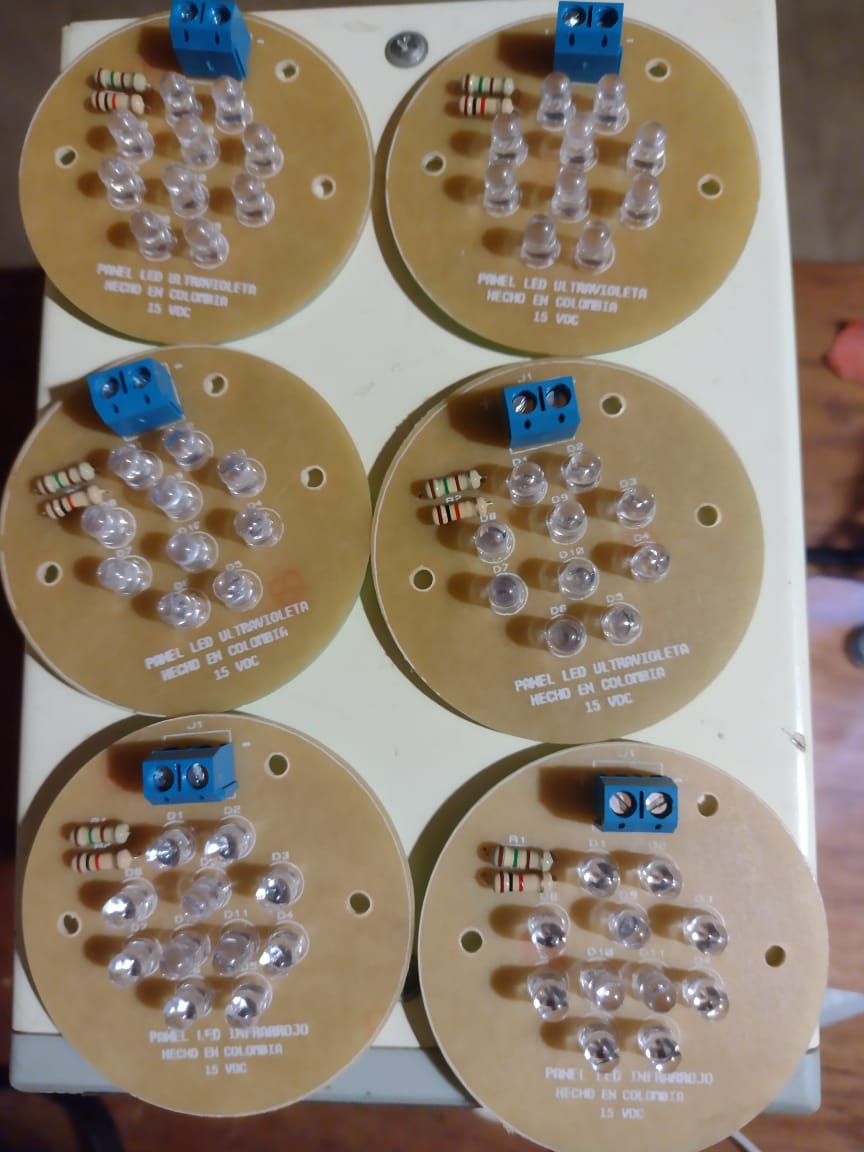 PANEL LED ULTRAVIOLETA
HECHO EN COLOMBIA
15 VDC
PANEL LED ULTRAVIOLETA
HECHO EN COLOMBIA
15 VDC
PANEL LED ULTRAVIOLETA
HECHO EN COLOMBIA
15 VDC
J1
D1 D2
R2 D9 D3
D8
D7 D10 D4
D6 D5
PANEL LED ULTRAVIOLETA
HECHO EN COLOMBIA
15 VDC
J1
D1 D2
D3
D11 D4
PANEL LED INFRARROJO
HECHO EN COLOMBIA
15 VDC
J1
R1 D1
D10 D11
PANEL LED INFRARROJO
HECHO EN COLOMBIA
15 VDC